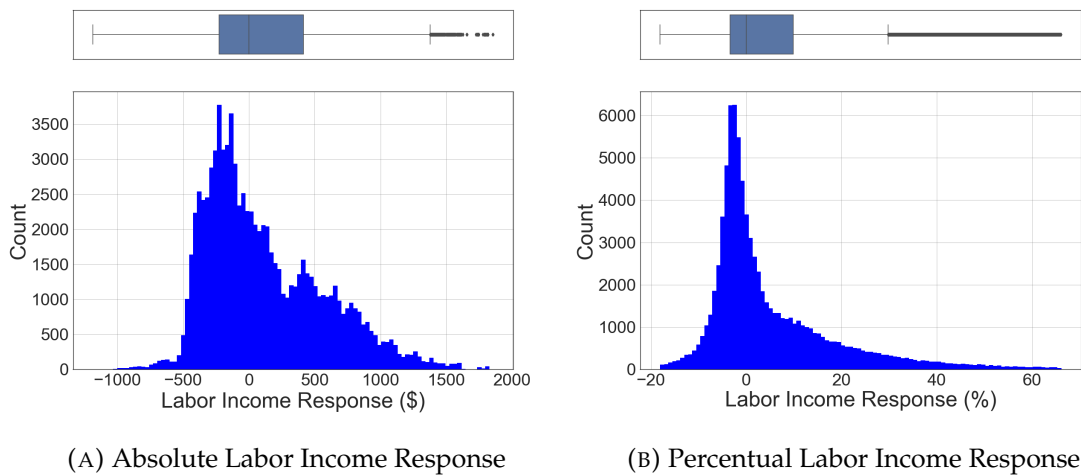 3500
3000
2500
2000
1500
1000
500
0
Count
−1000 −500 0 500 1000 1500 2000
Labor Income Response ($)
(A) Absolute Labor Income Response
6000
5000
4000
3000
2000
1000
0
Count
−20 0 20 40 60
Labor Income Response (%)
(B) Percentual Labor Income Response